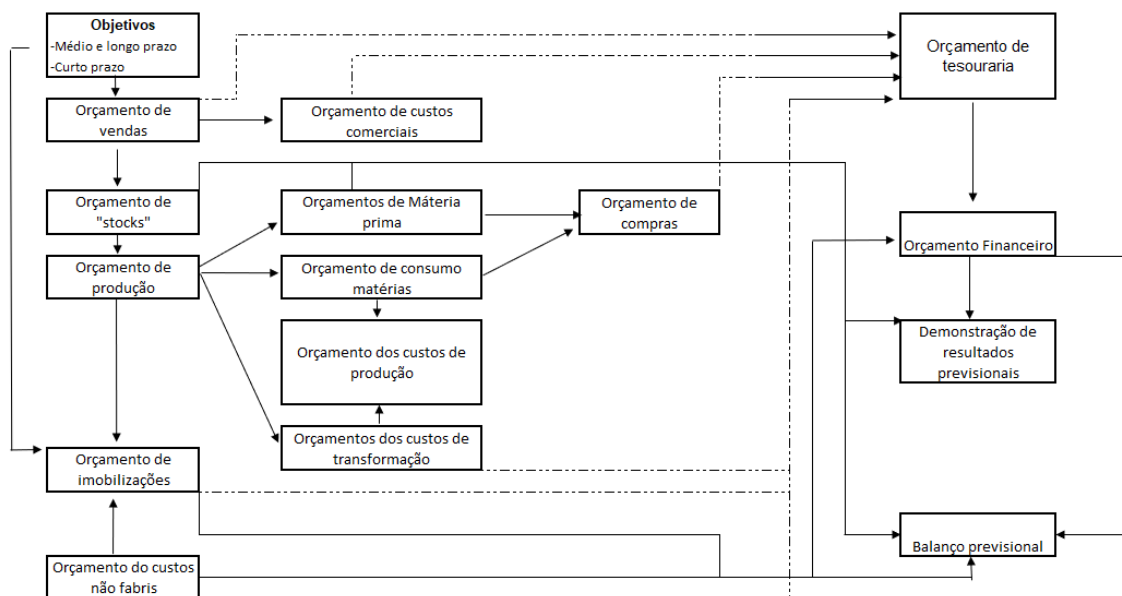 Objetivos
-Médio e longo prazo
-Curto prazo
Orçamento de
tesouraria
Orçamento de
vendas
Orçamento de custos
comerciais
Orçamento de
"stocks"
Orçamentos de Máteria
prima
Orçamento de
compras
Orçamento Financeiro
Orçamento de
produção
Orçamento de consumo
matérias
Orçamento dos custos de
produção
Demonstração de
resultados
previsionais
Orçamentos dos custos de
transformação
Orçamento de
imobilizações
Balanço previsional
Orçamento do custos
não fabris